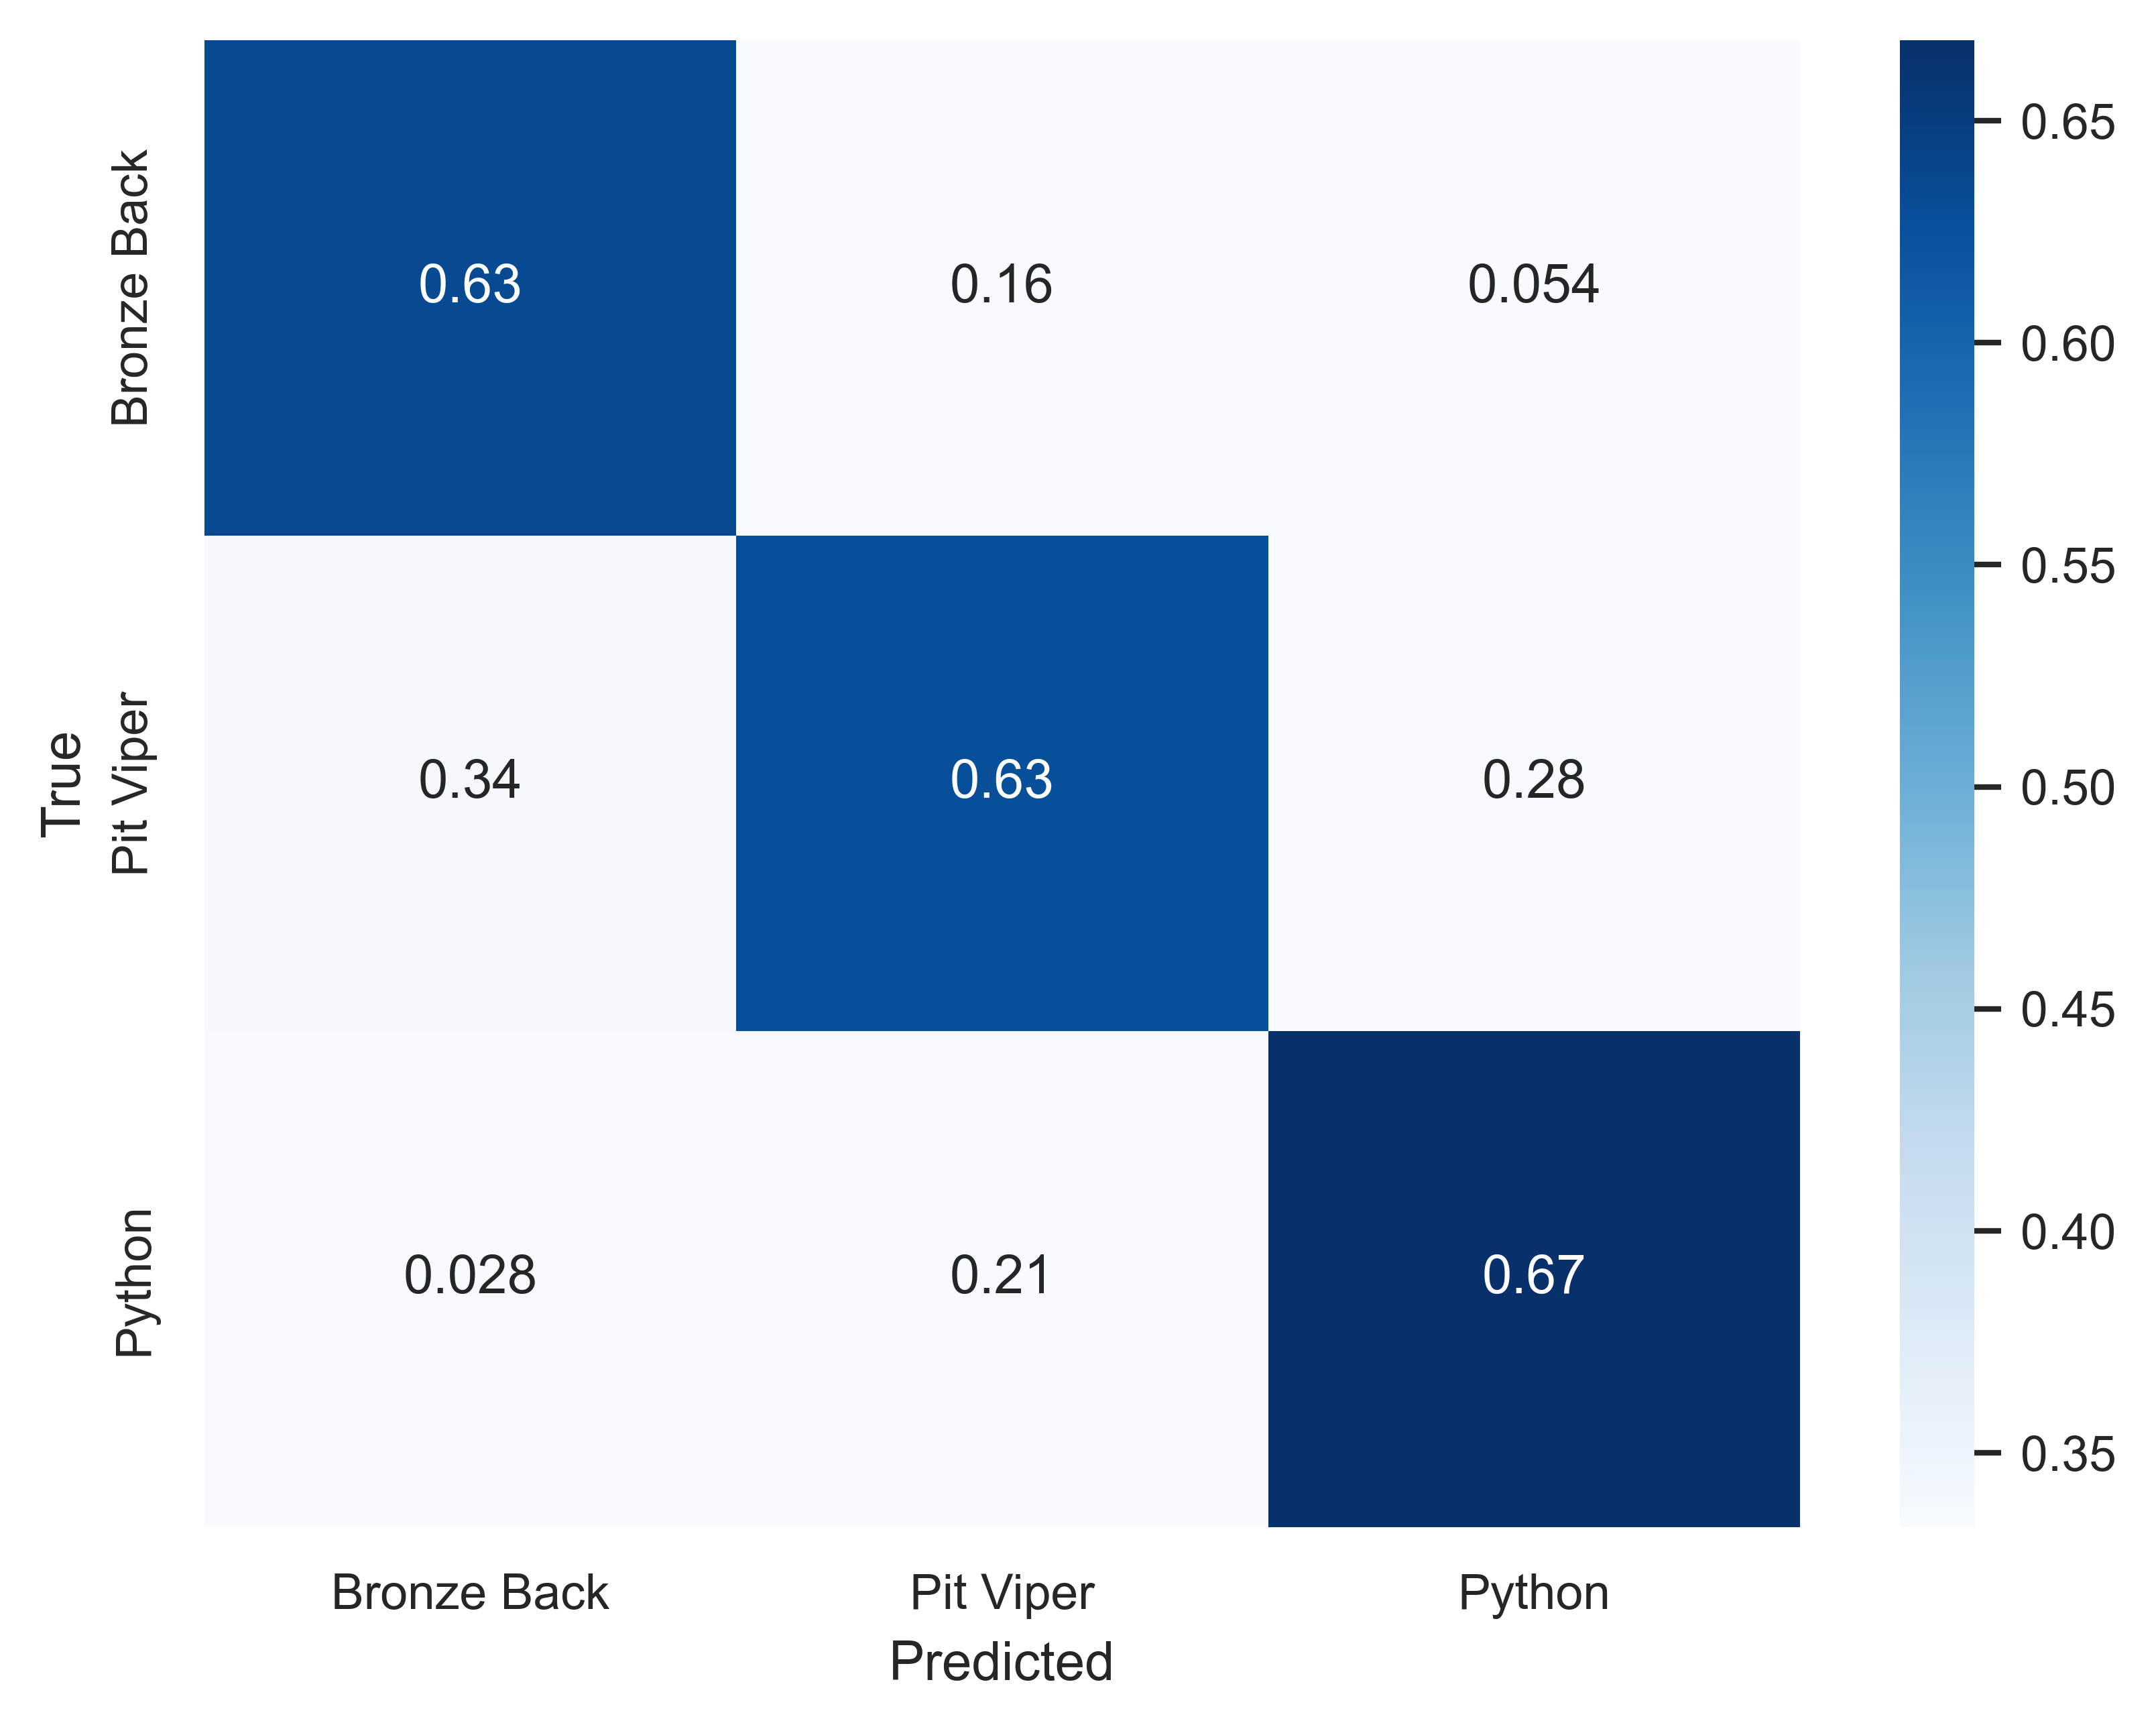 Bronze Back
0.63
0.16
0.054
True
Pit Viper
0.34
0.63
0.28
Python
0.028
0.21
0.67
Bronze Back
Pit Viper
Python
Predicted
0.65
0.60
0.55
0.50
0.45
0.40
0.35